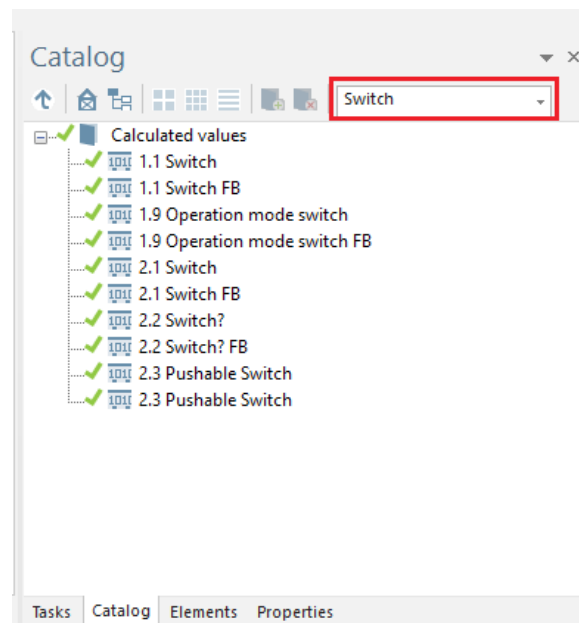 Catalog
Switch
Calculated values
1.1 Switch
1.1 Switch FB
1.9 Operation mode switch
1.9 Operation mode switch FB
2.1 Switch
2.1 Switch FB
2.2 Switch?
2.2 Switch? FB
2.3 Pushable Switch
2.3 Pushable Switch
Tasks Catalog Elements Properties